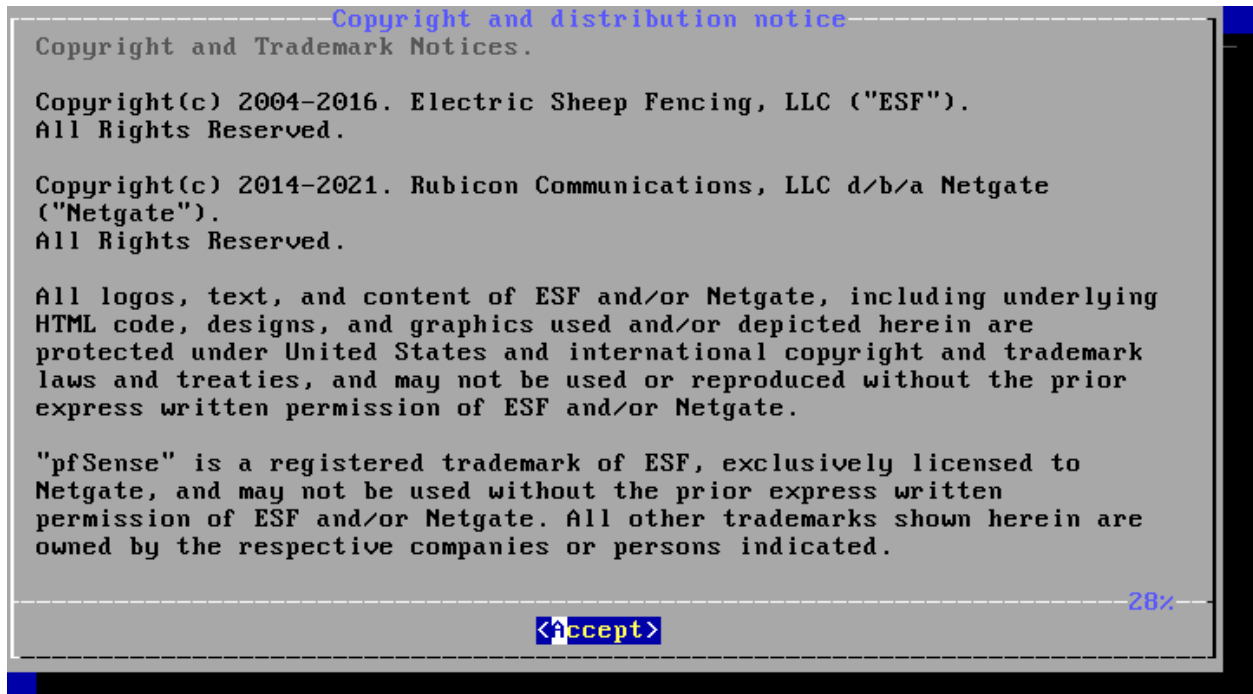 Copyright and distribution notice
Copyright and Trademark Notices.
Copyright(c) 2004-2016. Electric Sheep Fencing, LLC ("ESF").
All Rights Reserved.
Copyright(c) 2014-2021. Rubicon Communications, LLC d/b/a Netgate
("Netgate").
All Rights Reserved.
All logos, text, and content of ESF and/or Netgate, including underlying
HTML code, designs, and graphics used and/or depicted herein are
protected under United States and international copyright and trademark
laws and treaties, and may not be used or reproduced without the prior
express written permission of ESF and/or Netgate.
"pfSense" is a registered trademark of ESF, exclusively licensed to
Netgate, and may not be used without the prior express written
permission of ESF and/or Netgate. All other trademarks shown herein are
owned by the respective companies or persons indicated.
28%
<Accept>